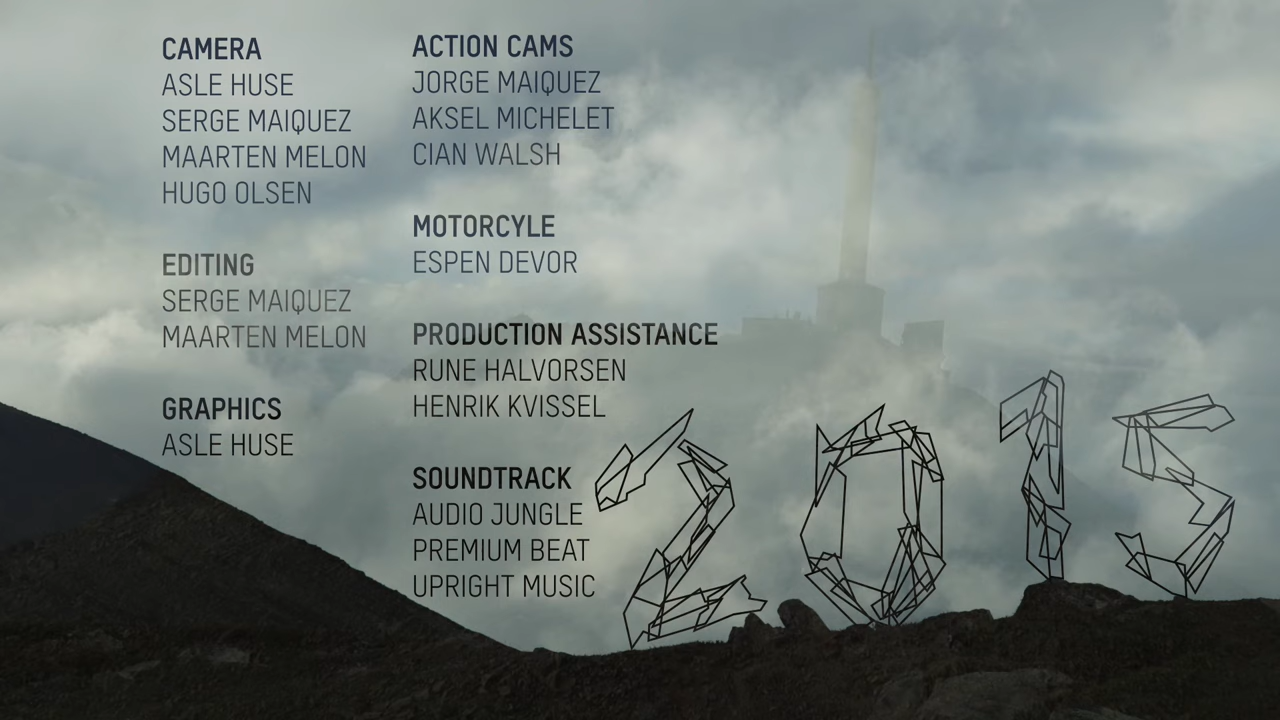 CAMERA
ASLE HUSE
SERGE MAIQUEZ
MAARTEN MELON
HUGO OLSEN
EDITING
SERGE MAIQUEZ
MAARTEN MELON
GRAPHICS
ASLE HUSE
ACTION CAMS
JORGE MAIQUEZ
AKSEL MICHELET
CIAN WALSH
MOTORCYLE
ESPEN DEVOR
PRODUCTION ASSISTANCE
RUNE HALVORSEN
HENRIK KVISSEL
SOUNDTRACK
AUDIO JUNGLE
PREMIUM BEAT
UPRIGHT MUSIC
2015